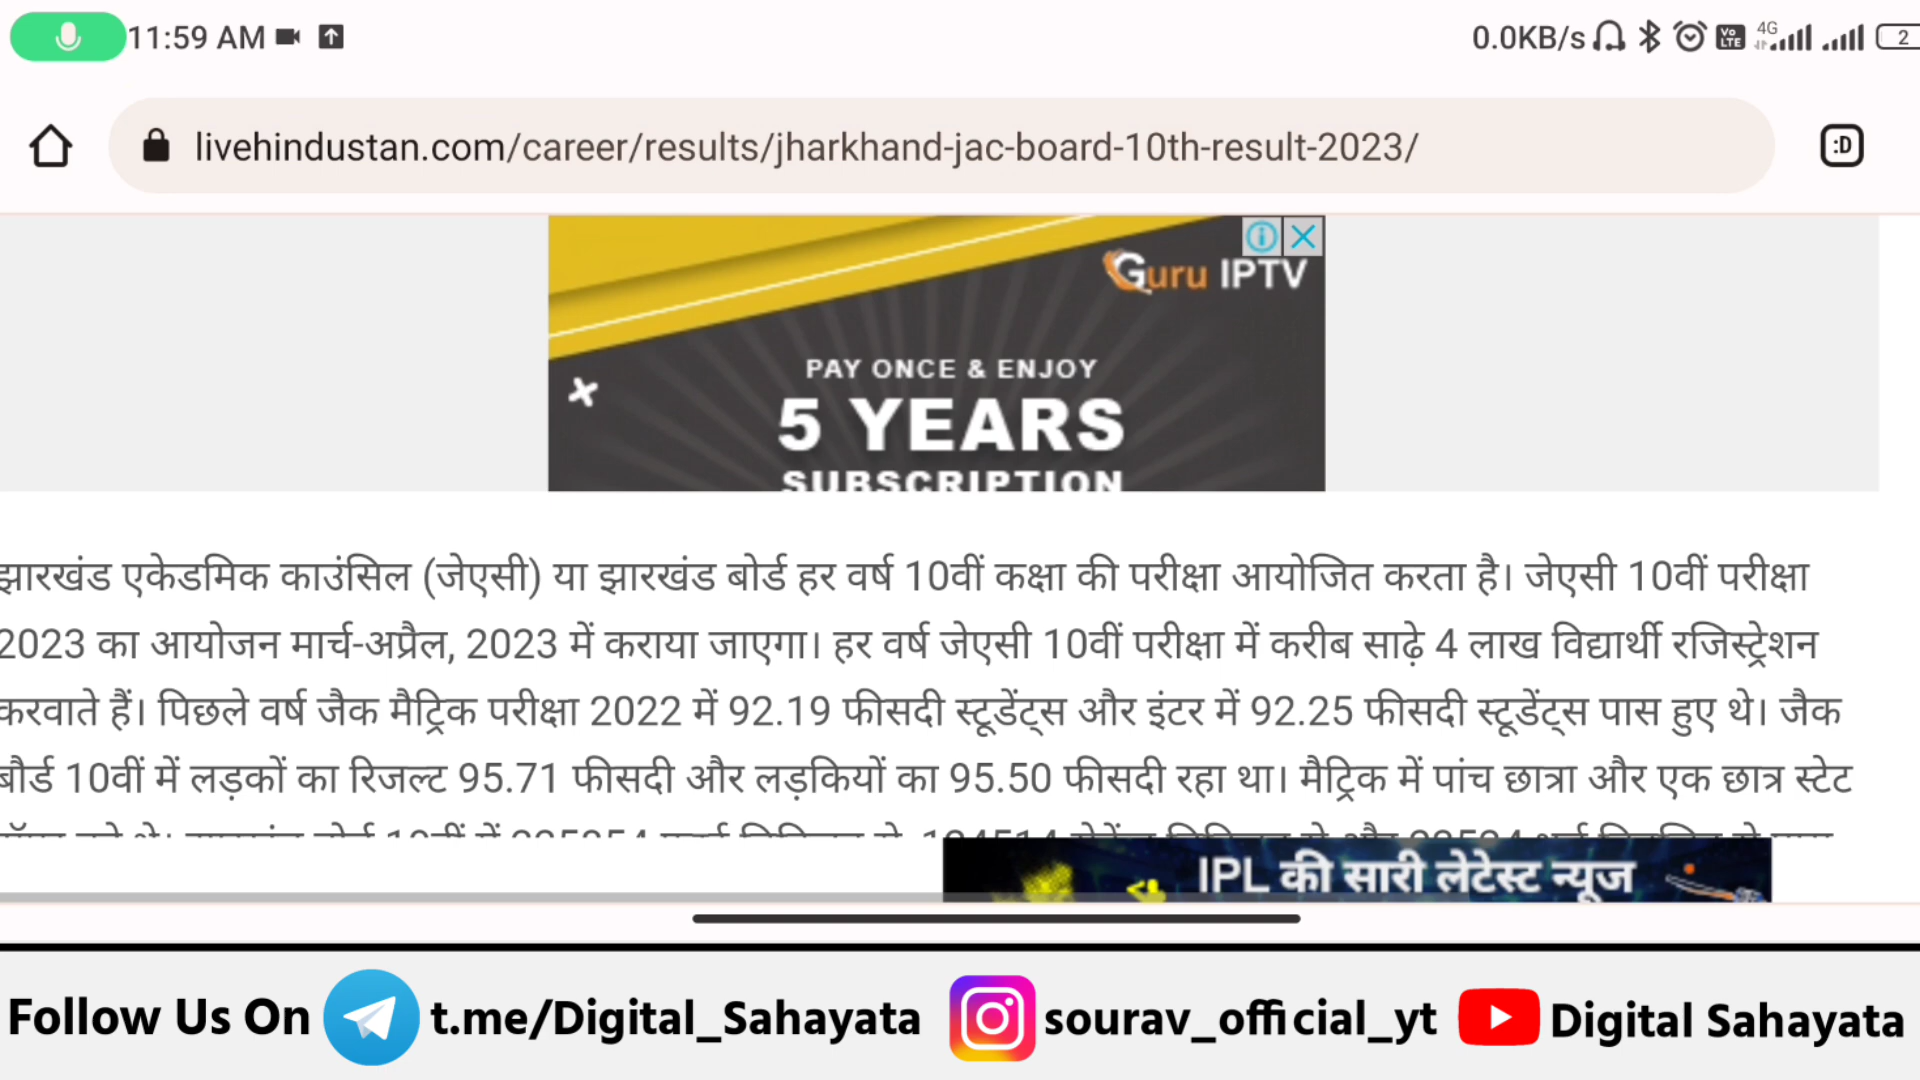 11:59 AM
0.0KB/s
Vo LTE
4G
2
livehindustan.com/career/results/jharkhand-jac-board-10th-result-2023/
:D
Guru IPTV
PAY ONCE & ENJOY
5 YEARS
SUBSCRIPTION
झारखंड एकेडमिक काउंसिल (जेएसी) या झारखंड बोर्ड हर वर्ष 10वीं कक्षा की परीक्षा आयोजित करता है। जेएसी 10वीं परीक्षा
2023 का आयोजन मार्च-अप्रैल, 2023 में कराया जाएगा। हर वर्ष जेएसी 10वीं परीक्षा में करीब साढ़े 4 लाख विद्यार्थी रजिस्ट्रेशन
करवाते हैं। पिछले वर्ष जैक मैट्रिक परीक्षा 2022 में 92.19 फीसदी स्टूडेंट्स और इंटर में 92.25 फीसदी स्टूडेंट्स पास हुए थे। जैक
बौर्ड 10वीं में लड़कों का रिजल्ट 95.71 फीसदी और लड़कियों का 95.50 फीसदी रहा था। मैट्रिक में पांच छात्रा और एक छात्र स्टेट
IPL की सारी लेटेस्ट न्यूज
Follow Us On t.me/Digital_Sahayata sourav_official_yt Digital Sahayata